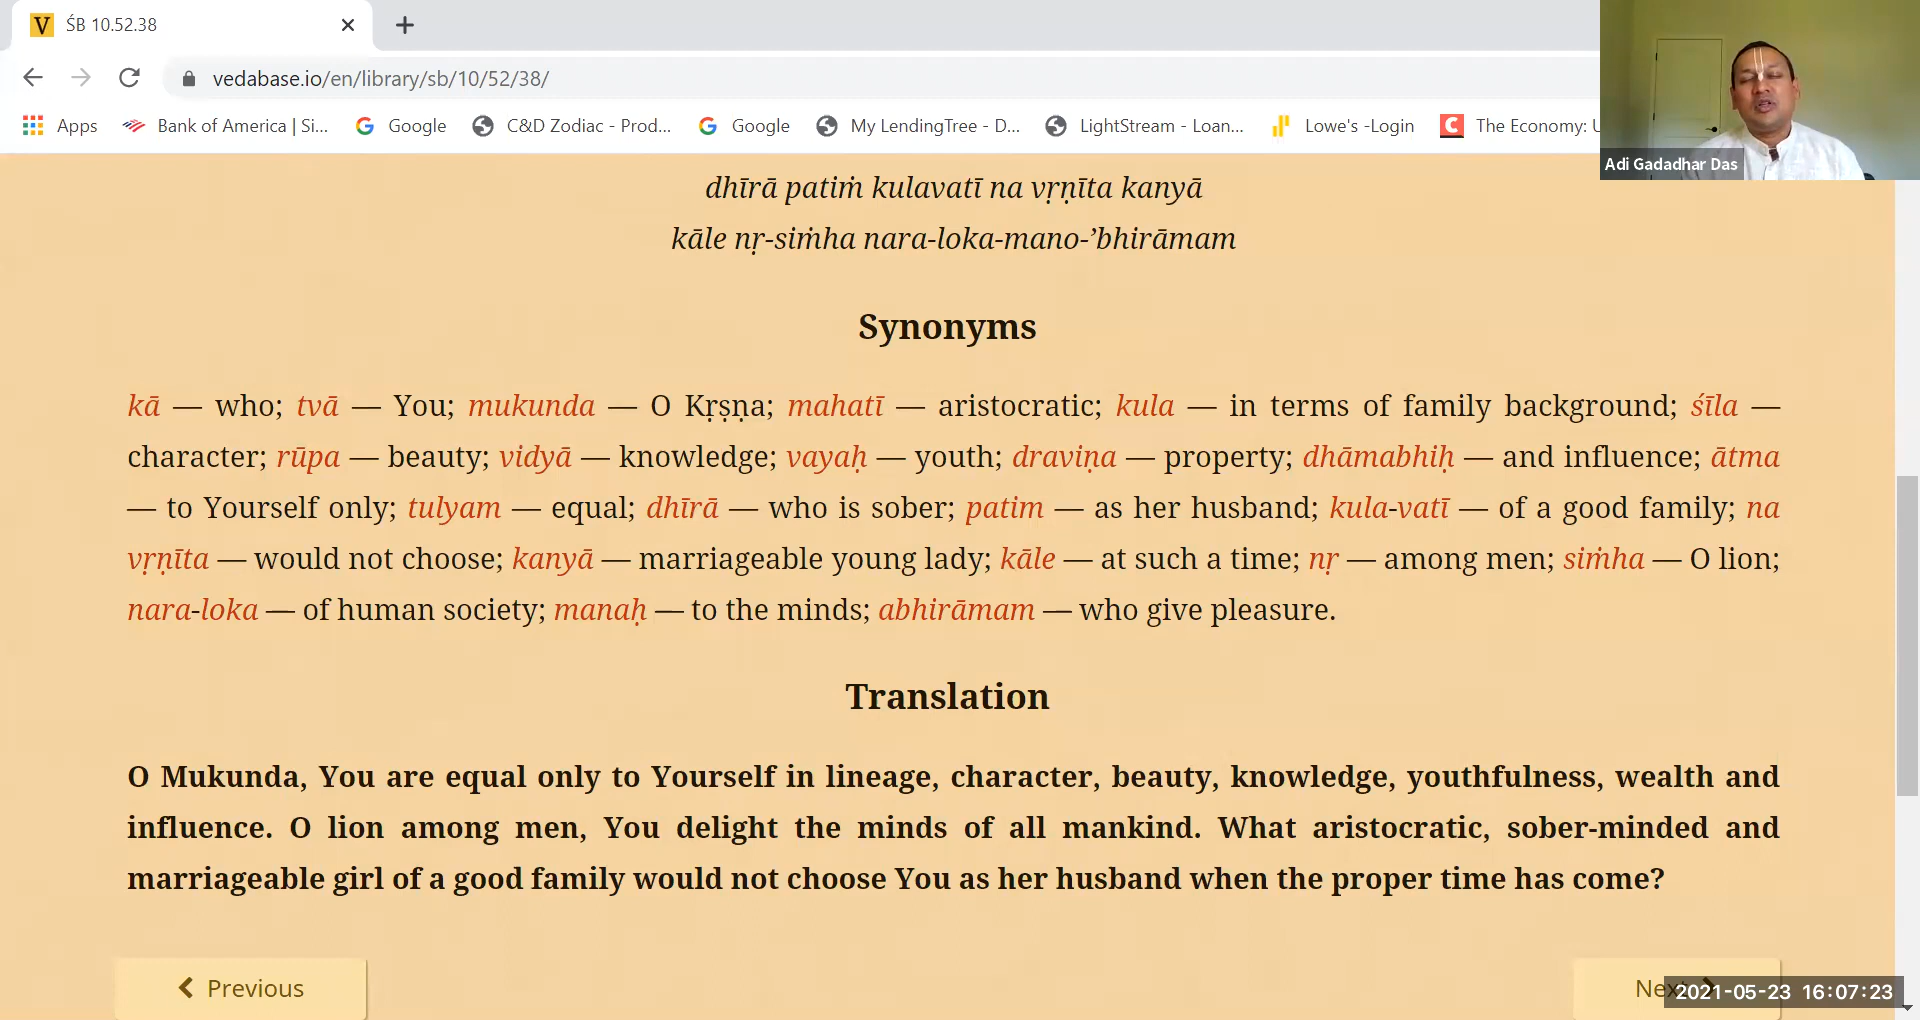 ŚB 10.52.38
vedabase.io/en/library/sb/10/52/38/
Apps Bank of America | Si... Google C&D Zodiac - Prod... Google My LendingTree - D... LightStream - Loan... Lowe's -Login The Economy: U
Adi Gadadhar Das
dhīrā patiṁ kulavatī na vṛṇīta kanyā
kāle nṛ-siṁha nara-loka-mano-’bhirāmam
Synonyms
kā — who; tvā — You; mukunda — O Kṛṣṇa; mahatī — aristocratic; kula — in terms of family background; śīla —
character; rūpa — beauty; vidyā — knowledge; vayaḥ — youth; draviṇa — property; dhāmabhiḥ — and influence; ātma
— to Yourself only; tulyam — equal; dhīrā — who is sober; patim — as her husband; kula-vatī — of a good family; na
vṛṇīta — would not choose; kanyā — marriageable young lady; kāle — at such a time; nṛ — among men; siṁha — O lion;
nara-loka — of human society; manaḥ — to the minds; abhirāmam — who give pleasure.
Translation
O Mukunda, You are equal only to Yourself in lineage, character, beauty, knowledge, youthfulness, wealth and
influence. O lion among men, You delight the minds of all mankind. What aristocratic, sober-minded and
marriageable girl of a good family would not choose You as her husband when the proper time has come?
Previous
Next
2021-05-23 16:07:23